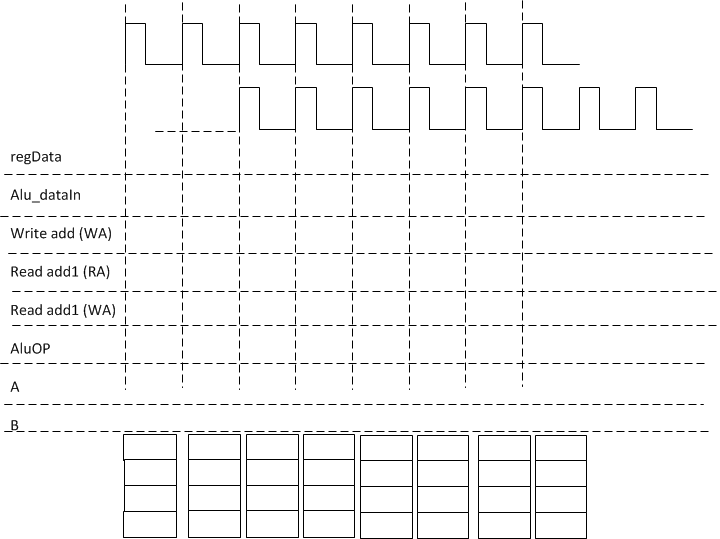 regData
Alu_dataIn
Write add (WA)
Read add1 (RA)
Read add1 (WA)
AluOP
A
B